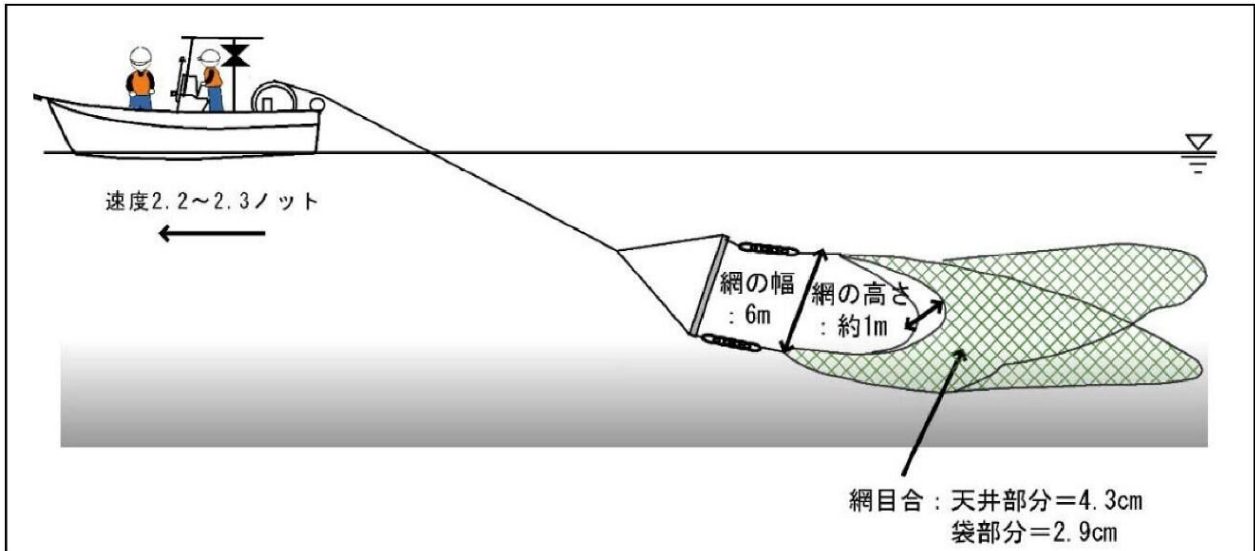 速度2.2～2.3ノット
網の幅
：6m
網の高さ
：約1m
網目合：天井部分＝4.3cm
袋部分＝2.9cm